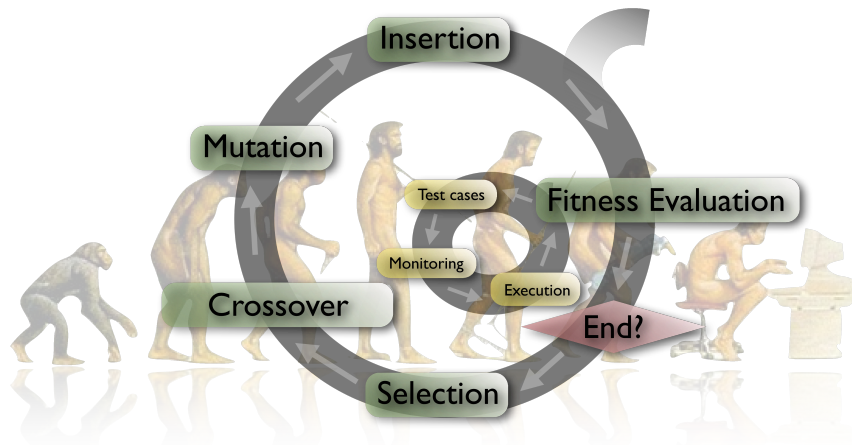 Insertion
Mutation
Test cases
Fitness Evaluation
Monitoring
Execution
Crossover
End?
Selection